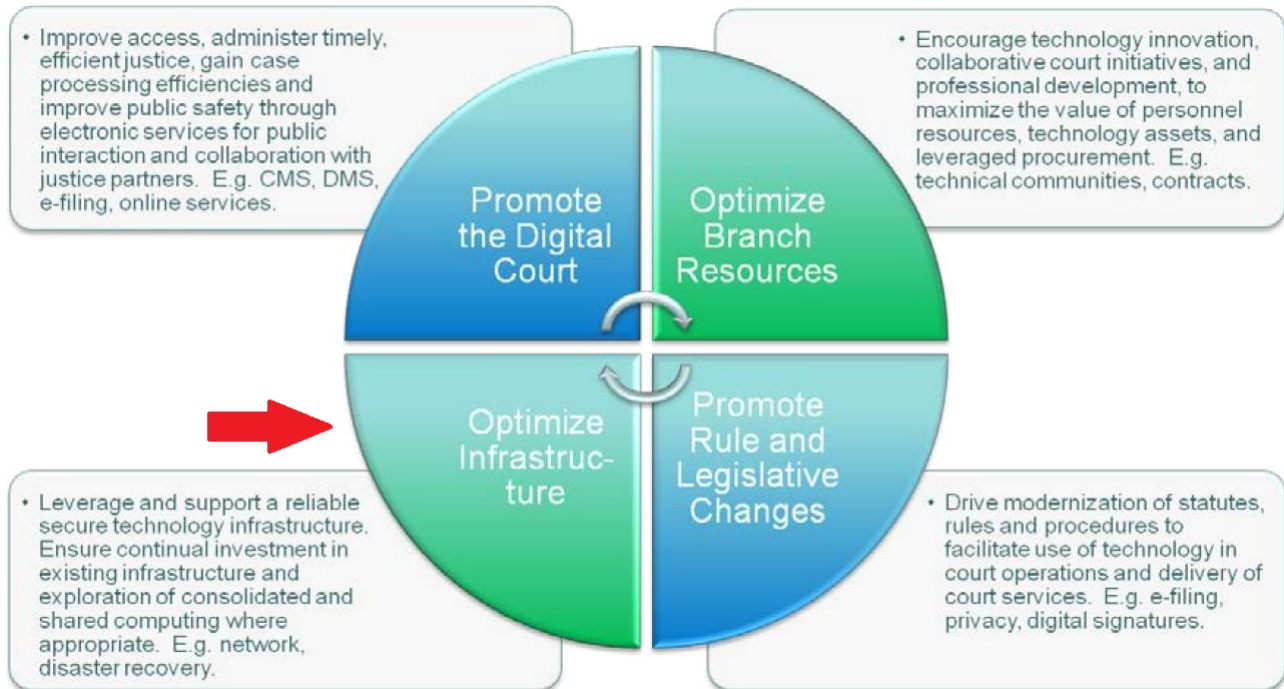 • Improve access, administer timely,
efficient justice, gain case
processing efficiencies and
improve public safety through
electronic services for public
interaction and collaboration with
justice partners.  E.g. CMS, DMS,
e-filing, online services.
• Encourage technology innovation,
collaborative court initiatives, and
professional development, to
maximize the value of personnel
resources, technology assets, and
leveraged procurement.  E.g.
technical communities, contracts.
Promote
the Digital
Court
Optimize
Branch
Resources
Optimize
Infrastruc-
ture
Promote
Rule and
Legislative
Changes
• Leverage and support a reliable
secure technology infrastructure.
Ensure continual investment in
existing infrastructure and
exploration of consolidated and
shared computing where
appropriate.  E.g. network,
disaster recovery.
• Drive modernization of statutes,
rules and procedures to
facilitate use of technology in
court operations and delivery of
court services.  E.g. e-filing,
privacy, digital signatures.